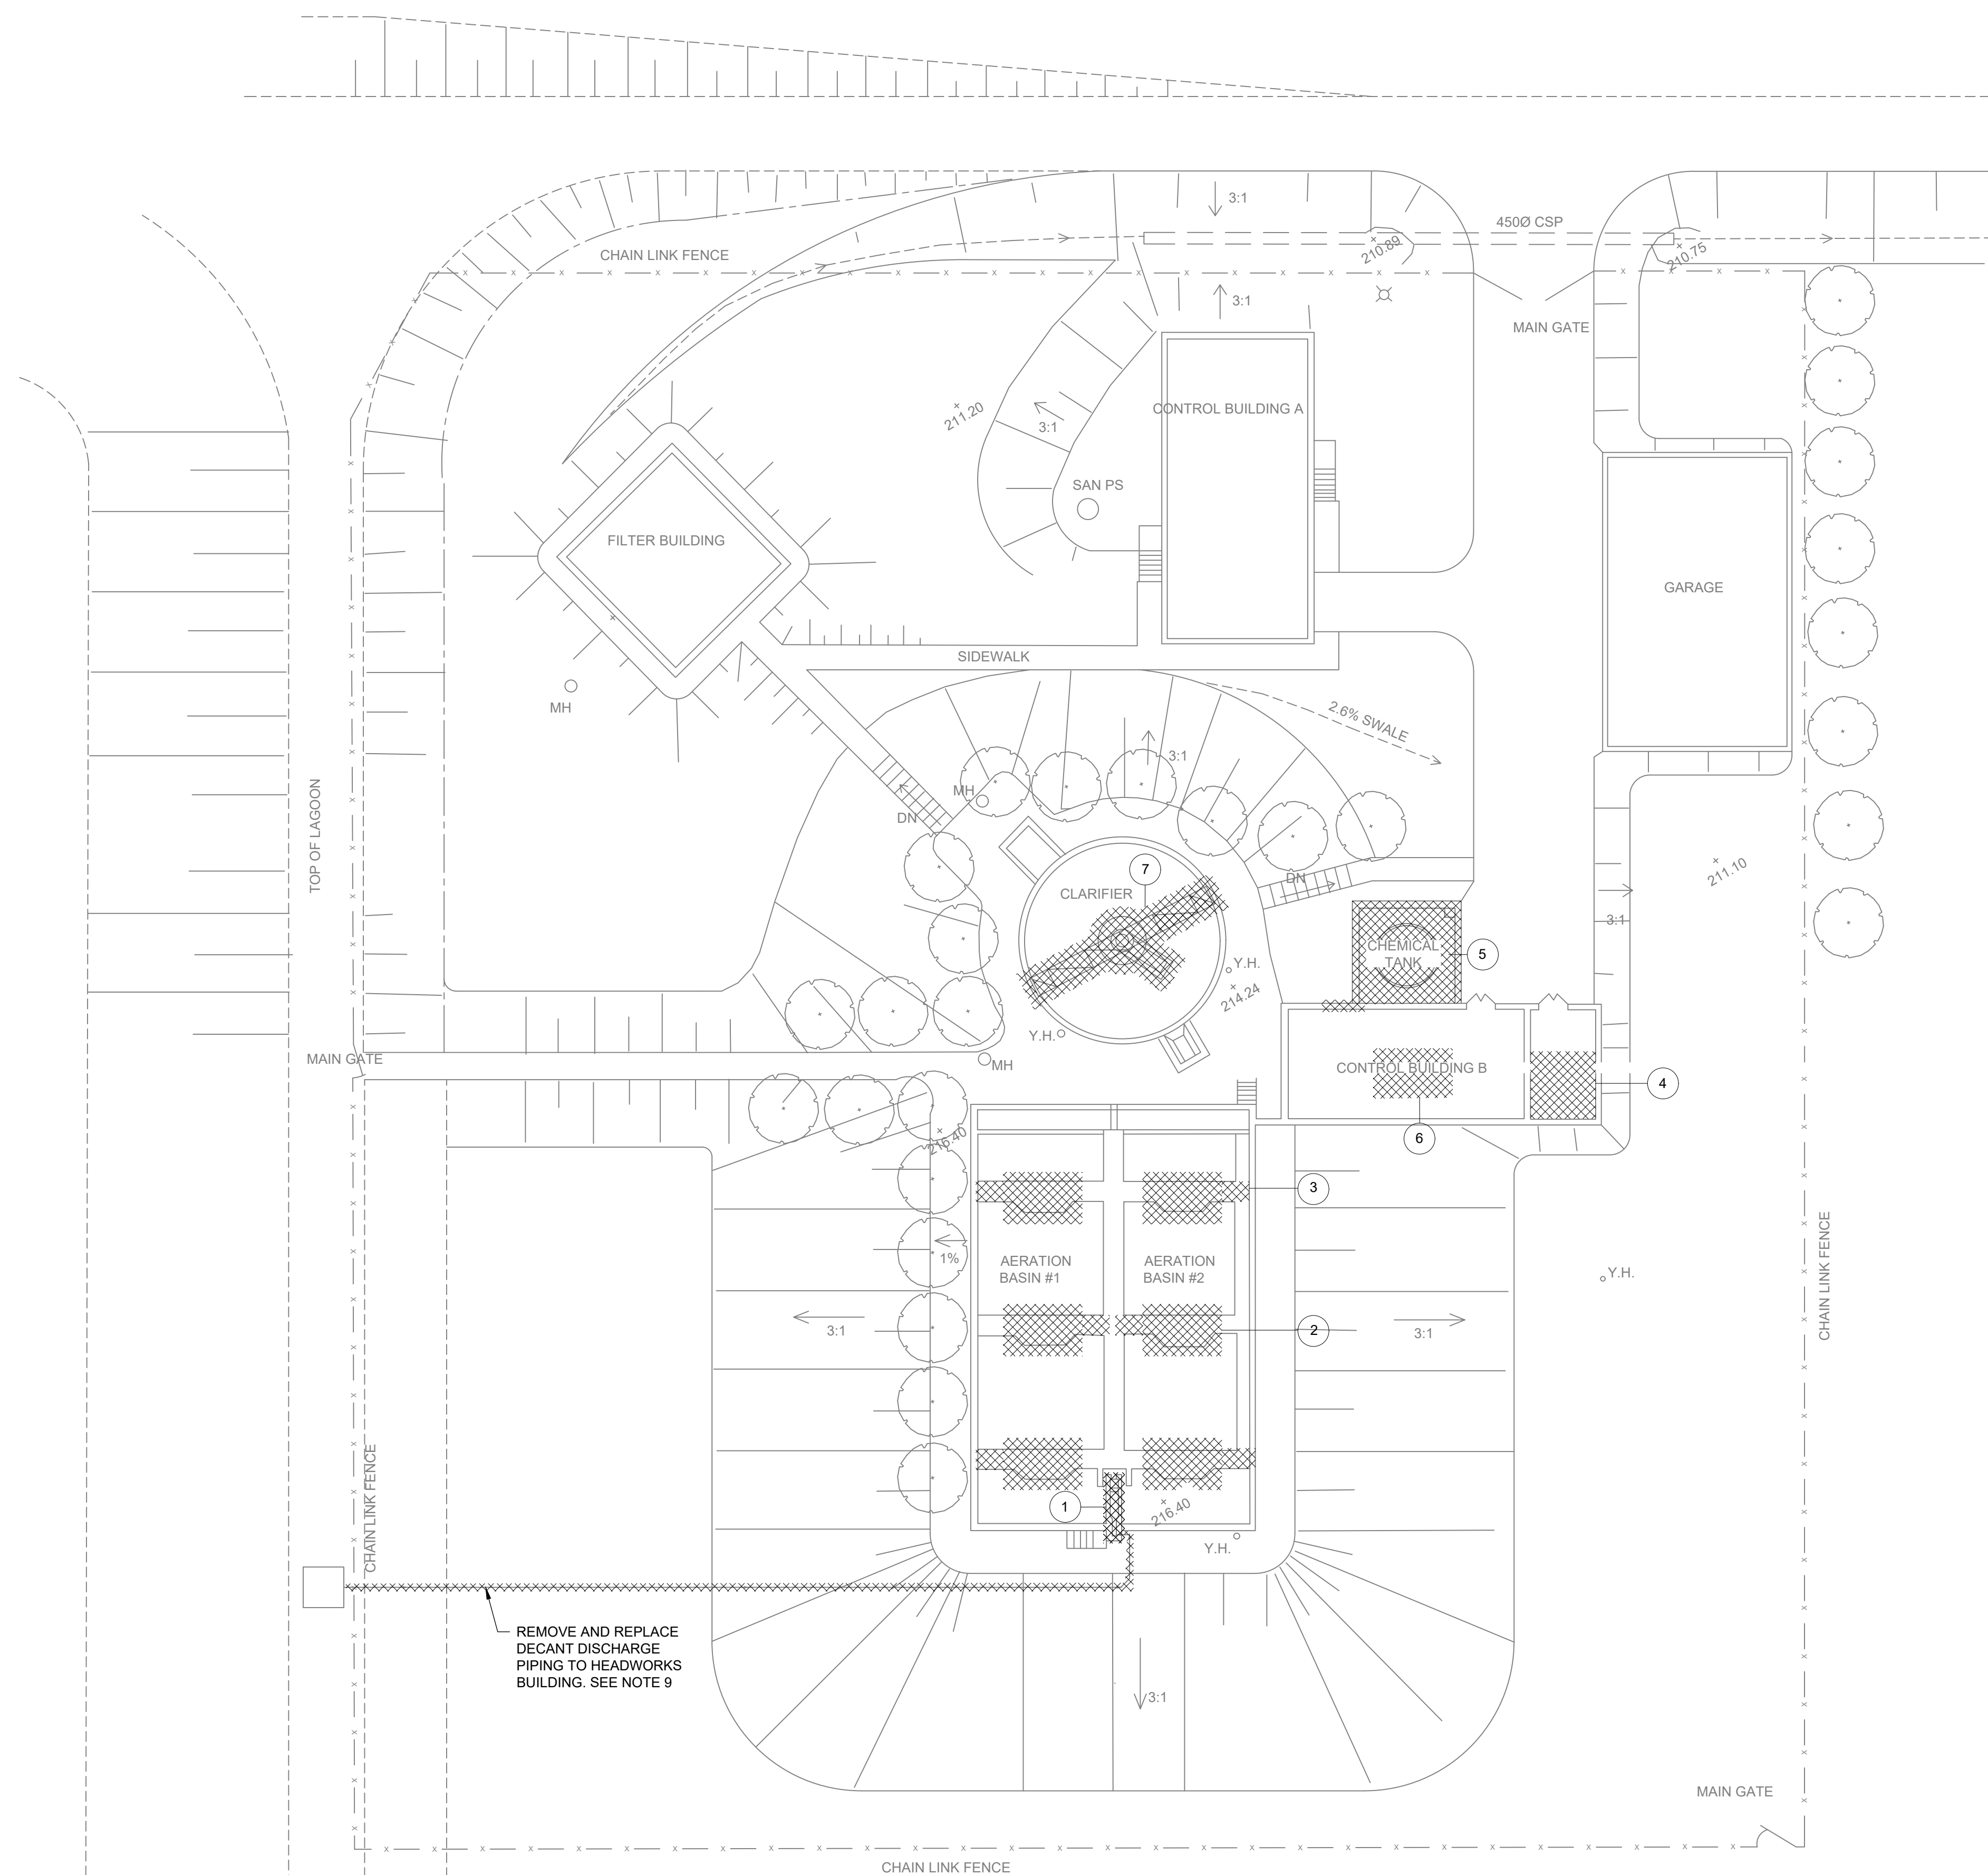 3:1
450Ø CSP
CHAIN LINK FENCE
210.89
210.75
3:1
MAIN GATE
CONTROL BUILDING A
211.20
3:1
SAN PS
FILTER BUILDING
GARAGE
SIDEWALK
MH
2.6% SWALE
3:1
MH
DN
TOP OF LAGOON
7
CLARIFIER
DN
211.10
3:1
CHEMICAL
TANK
5
Y.H.
214.24
Y.H.
MAIN GATE
MH
CONTROL BUILDING B
4
6
216.40
3
1%
AERATION
BASIN #1
AERATION
BASIN #2
Y.H.
CHAIN LINK FENCE
3:1
2
3:1
CHAIN LINK FENCE
1
216.40
Y.H.
REMOVE AND REPLACE
DECANT DISCHARGE
PIPING TO HEADWORKS
BUILDING. SEE NOTE 9
3:1
MAIN GATE
CHAIN LINK FENCE